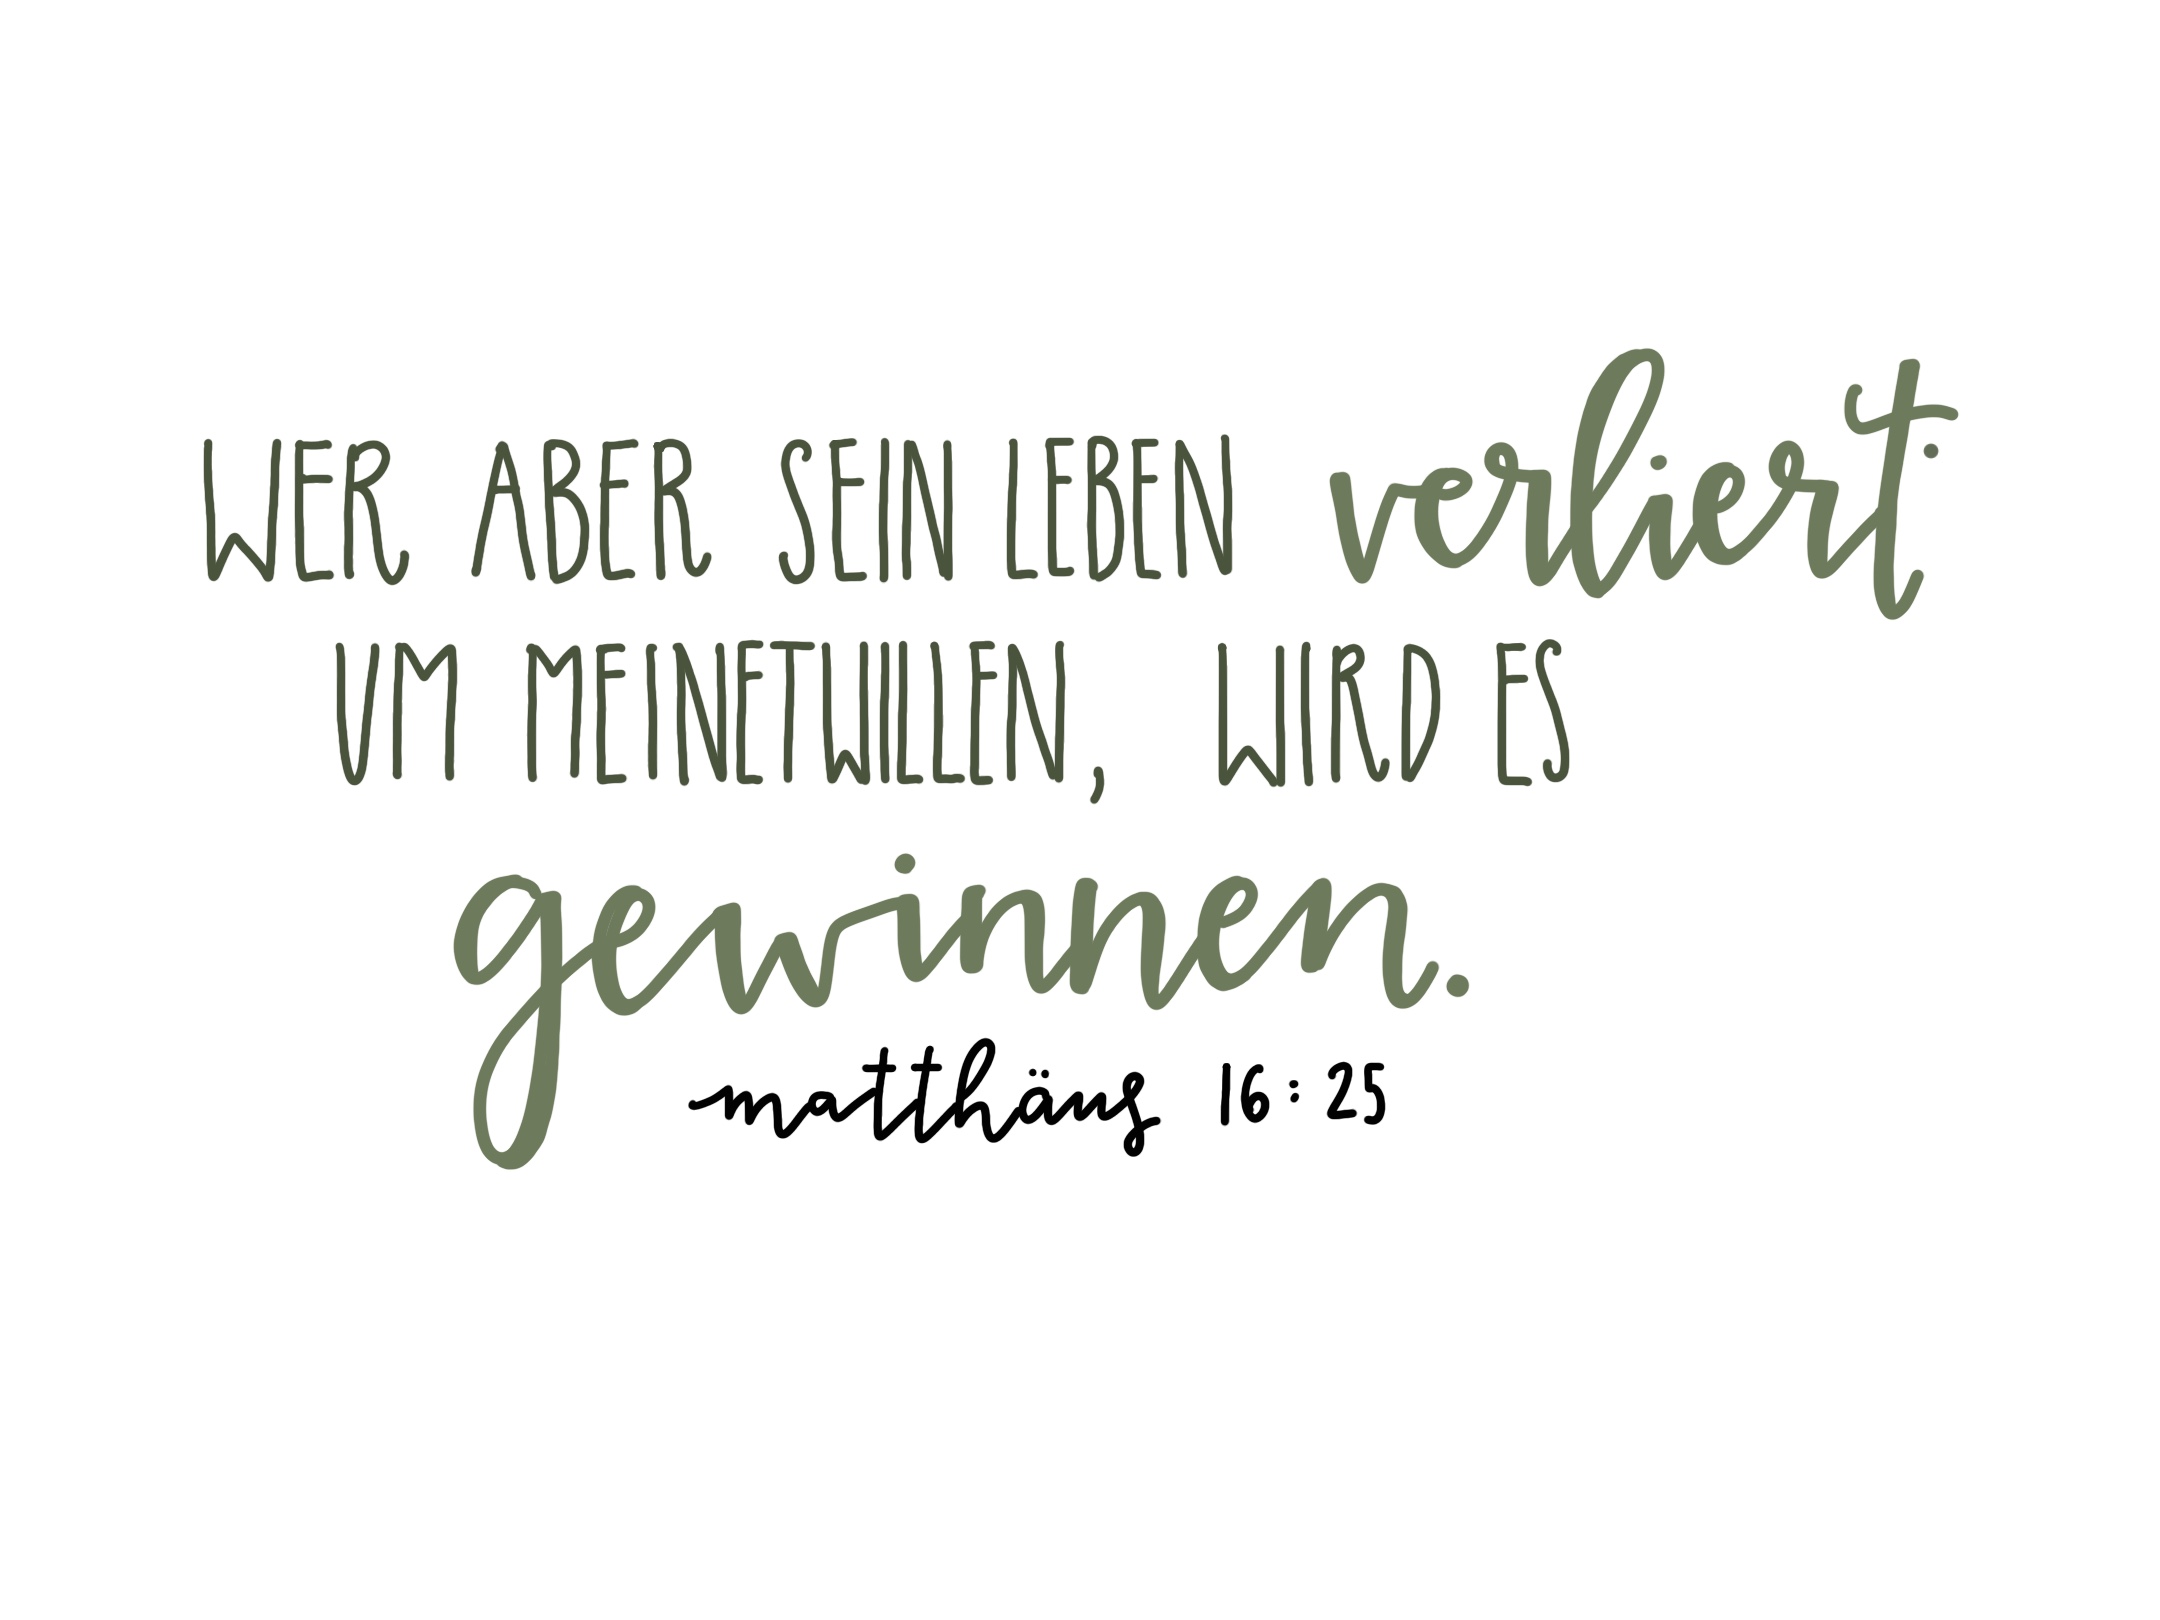 WER ABER SEIN LEBEN verliert
UM MEINETWILLEN, WIRD ES
gewinnen.
matthäus 16:25